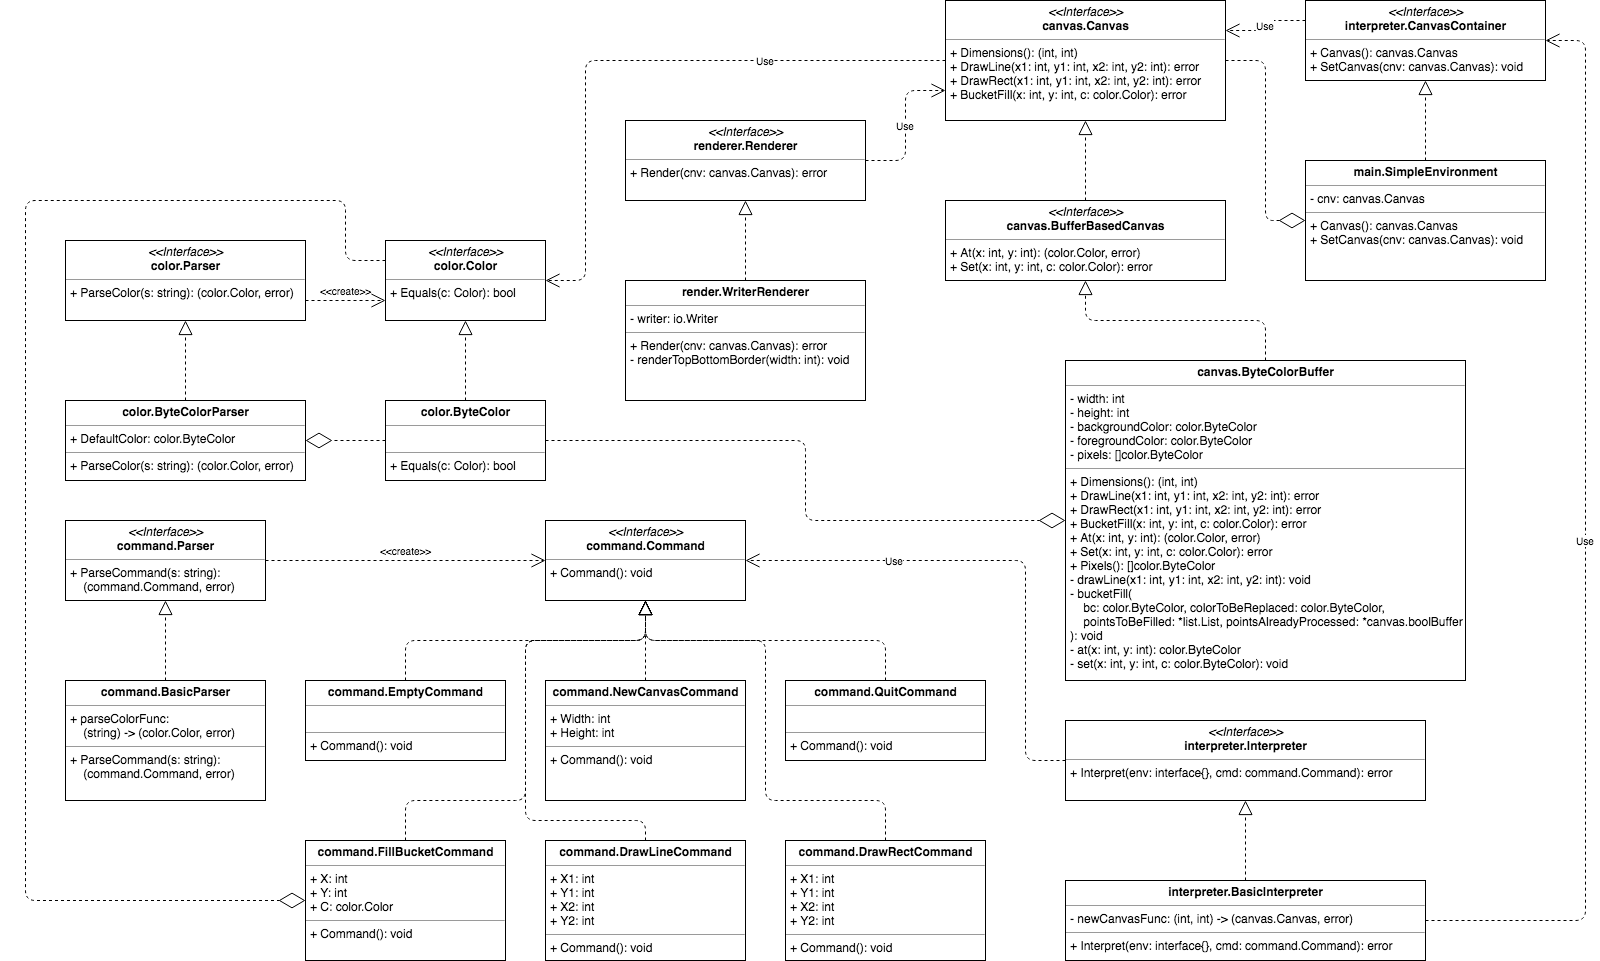 <<Interface>>
canvas.Canvas
+ Dimensions(): (int, int)
+ DrawLine(x1: int, y1: int, x2: int, y2: int): error
+ DrawRect(x1: int, y1: int, x2: int, y2: int): error
+ BucketFill(x: int, y: int, c: color.Color): error
Use
<<Interface>>
interpreter.CanvasContainer
+ Canvas(): canvas.Canvas
+ SetCanvas(cnv: canvas.Canvas): void
Use
Use
<<Interface>>
renderer.Renderer
+ Render(cnv: canvas.Canvas): error
main.SimpleEnvironment
- cnv: canvas.Canvas
+ Canvas(): canvas.Canvas
+ SetCanvas(cnv: canvas.Canvas): void
<<Interface>>
canvas.BufferBasedCanvas
+ At(x: int, y: int): (color.Color, error)
+ Set(x: int, y: int, c: color.Color): error
<<Interface>>
color.Parser
+ ParseColor(s: string): (color.Color, error)
<<create>>
<<Interface>>
color.Color
+ Equals(c: Color): bool
render.WriterRenderer
- writer: io.Writer
+ Render(cnv: canvas.Canvas): error
- renderTopBottomBorder(width: int): void
color.ByteColorParser
+ DefaultColor: color.ByteColor
+ ParseColor(s: string): (color.Color, error)
color.ByteColor
+ Equals(c: Color): bool
canvas.ByteColorBuffer
- width: int
- height: int
- backgroundColor: color.ByteColor
- foregroundColor: color.ByteColor
- pixels: []color.ByteColor
+ Dimensions(): (int, int)
+ DrawLine(x1: int, y1: int, x2: int, y2: int): error
+ DrawRect(x1: int, y1: int, x2: int, y2: int): error
+ BucketFill(x: int, y: int, c: color.Color): error
+ At(x: int, y: int): (color.Color, error)
+ Set(x: int, y: int, c: color.Color): error
+ Pixels(): []color.ByteColor
- drawLine(x1: int, y1: int, x2: int, y2: int): void
- bucketFill(
bc: color.ByteColor, colorToBeReplaced: color.ByteColor,
pointsToBeFilled: *list.List, pointsAlreadyProcessed: *canvas.boolBuffer
): void
- at(x: int, y: int): color.ByteColor
- set(x: int, y: int, c: color.ByteColor): void
Use
<<Interface>>
command.Parser
+ ParseCommand(s: string):
(command.Command, error)
<<create>>
<<Interface>>
command.Command
+ Command(): void
Use
command.BasicParser
+ parseColorFunc:
(string) -> (color.Color, error)
+ ParseCommand(s: string):
(command.Command, error)
command.EmptyCommand
+ Command(): void
command.NewCanvasCommand
+ Width: int
+ Height: int
+ Command(): void
command.QuitCommand
+ Command(): void
<<Interface>>
interpreter.Interpreter
+ Interpret(env: interface{}, cmd: command.Command): error
command.FillBucketCommand
+ X: int
+ Y: int
+ C: color.Color
+ Command(): void
command.DrawLineCommand
+ X1: int
+ Y1: int
+ X2: int
+ Y2: int
+ Command(): void
command.DrawRectCommand
+ X1: int
+ Y1: int
+ X2: int
+ Y2: int
+ Command(): void
interpreter.BasicInterpreter
- newCanvasFunc: (int, int) -> (canvas.Canvas, error)
+ Interpret(env: interface{}, cmd: command.Command): error